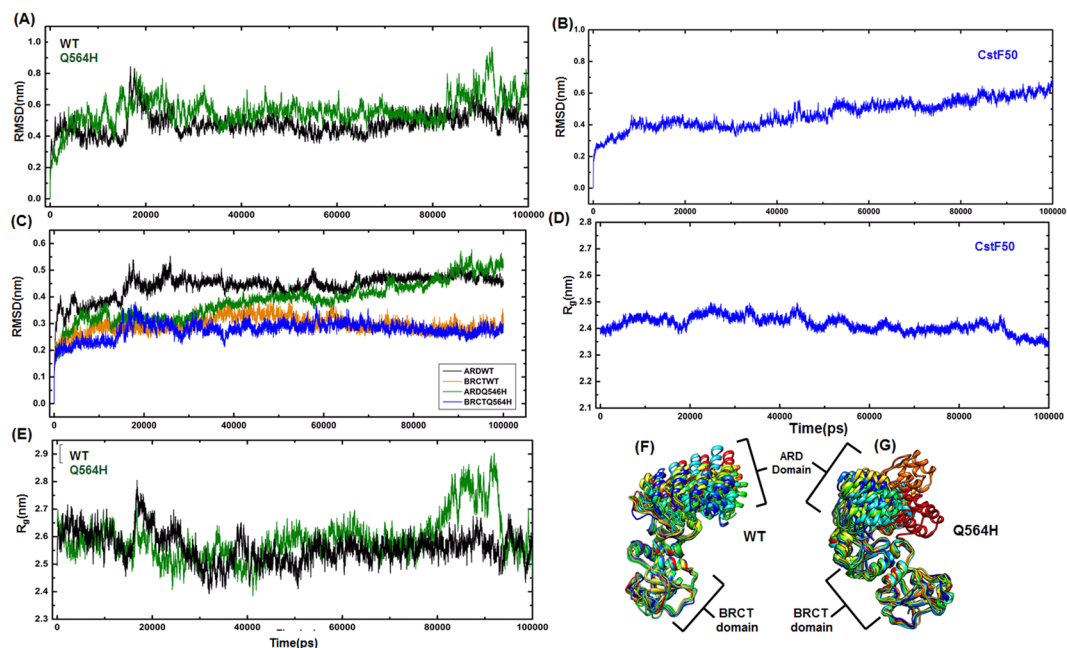 (A)
WT
Q564H
RMSD(nm)
1.0
0.8
0.6
0.4
0.2
0.0
0 20000 40000 60000 80000 100000
(B)
CstF50
RMSD(nm)
1.0
0.8
0.6
0.4
0.2
0.0
0 20000 40000 60000 80000 100000
(C)
RMSD(nm)
0.6
0.5
0.4
0.3
0.2
0.1
0.0
ARDWT
BRCTWT
ARDQ546H
BRCTQ564H
0 20000 40000 60000 80000 100000
(D)
CstF50
Rg(nm)
2.8
2.7
2.6
2.5
2.4
2.3
2.2
2.1
0 20000 40000 60000 80000 100000
Time(ps)
(E)
WT
Q564H
Rg(nm)
2.9
2.8
2.7
2.6
2.5
2.4
2.3
0 20000 40000 60000 80000 100000
Time(ps)
(F)
ARD
Domain
WT
BRCT
domain
(G)
Q564H
BRCT
domain